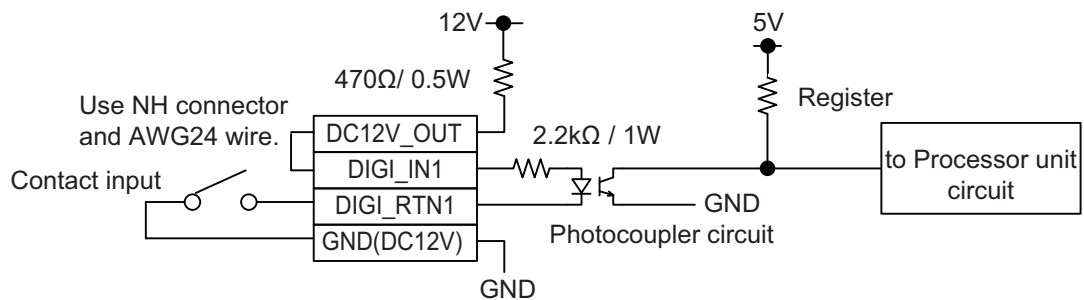 12V
5V
470Ω/ 0.5W
Use NH connector
and AWG24 wire.
Register
DC12V_OUT
2.2kΩ / 1W
DIGI_IN1
to Processor unit
circuit
Contact input
DIGI_RTN1
GND
GND(DC12V)
Photocoupler circuit
GND